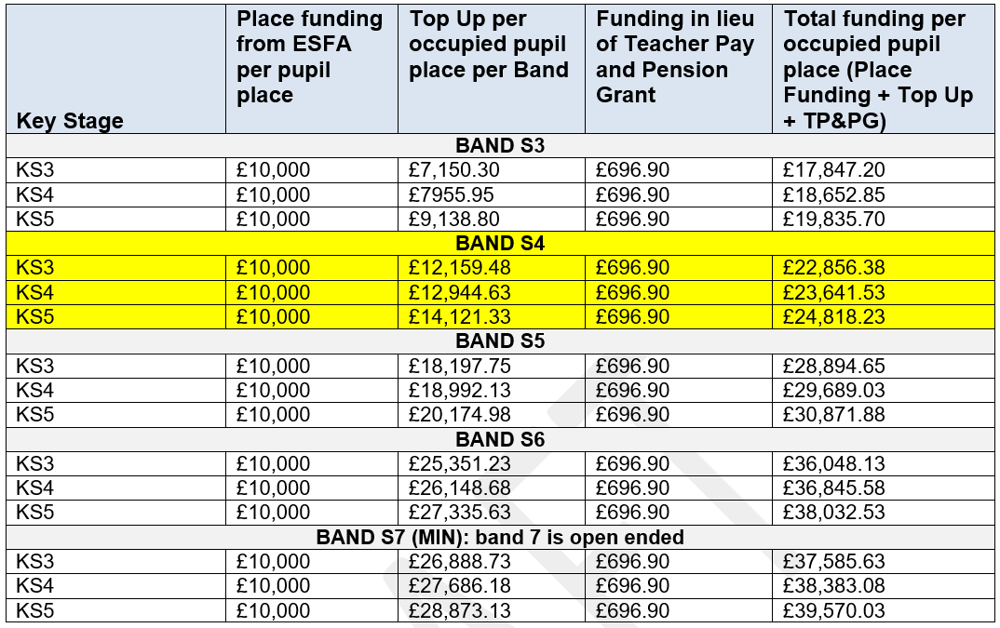 Key Stage | Place funding from ESFA per pupil place | Top Up per occupied pupil place per Band | Funding in lieu of Teacher Pay and Pension Grant | Total funding per occupied pupil place (Place Funding + Top Up + TP&PG)
BAND S3
KS3 £10,000 £7,150.30 £696.90 £17,847.20
KS4 £10,000 £7955.95 £696.90 £18,652.85
KS5 £10,000 £9,138.80 £696.90 £19,835.70
BAND S4
KS3 £10,000 £12,159.48 £696.90 £22,856.38
KS4 £10,000 £12,944.63 £696.90 £23,641.53
KS5 £10,000 £14,121.33 £696.90 £24,818.23
BAND S5
KS3 £10,000 £18,197.75 £696.90 £28,894.65
KS4 £10,000 £18,992.13 £696.90 £29,689.03
KS5 £10,000 £20,174.98 £696.90 £30,871.88
BAND S6
KS3 £10,000 £25,351.23 £696.90 £36,048.13
KS4 £10,000 £26,148.68 £696.90 £36,845.58
KS5 £10,000 £27,335.63 £696.90 £38,032.53
BAND S7 (MIN): band 7 is open ended
KS3 £10,000 £26,888.73 £696.90 £37,585.63
KS4 £10,000 £27,686.18 £696.90 £38,383.08
KS5 £10,000 £28,873.13 £696.90 £39,570.03